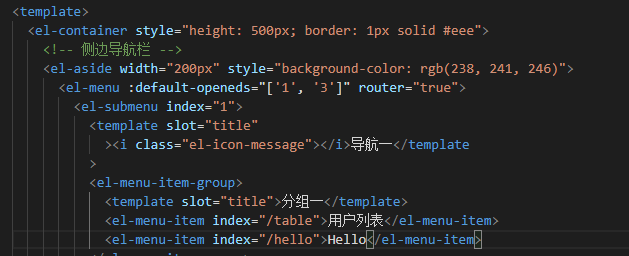 <template>
<el-container style="height: 500px; border: 1px solid #eee">
<!-- 侧边导航栏 -->
<el-aside width="200px" style="background-color: rgb(238, 241, 246)">
<el-menu :default-openeds="['1', '3']" router="true">
<el-submenu index="1">
<template slot="title"
><i class="el-icon-message"></i>导航一</template
>
<el-menu-item-group>
<template slot="title">分组一</template>
<el-menu-item index="/table">用户列表</el-menu-item>
<el-menu-item index="/hello">Hello</el-menu-item>